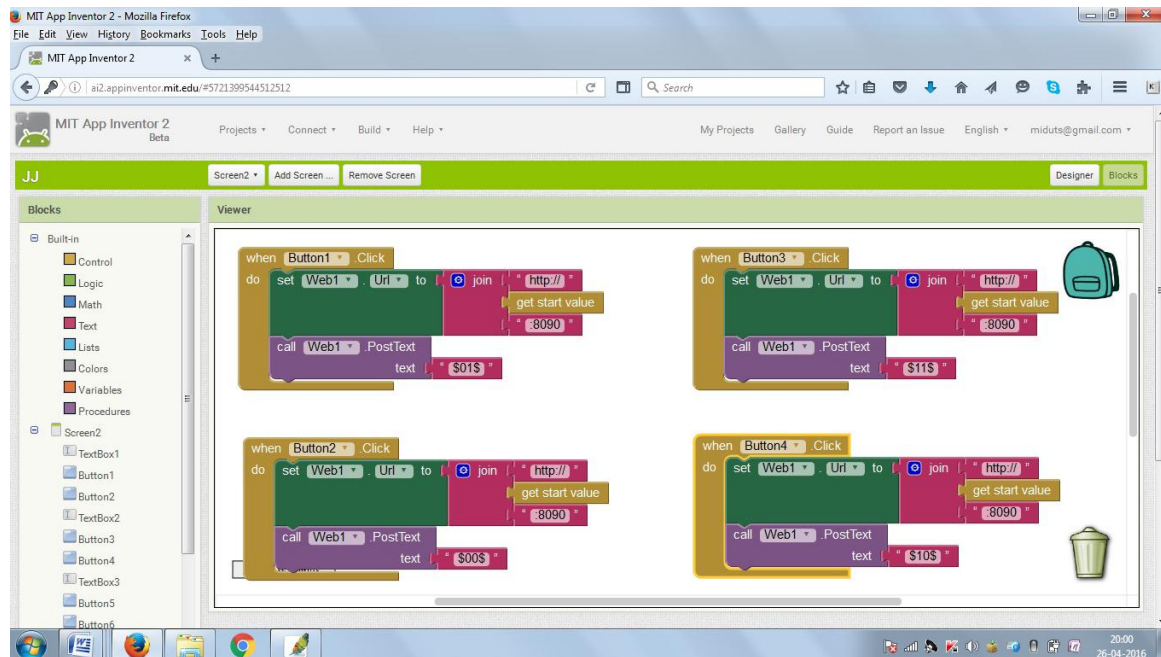 MIT App Inventor 2 - Mozilla Firefox
File Edit View History Bookmarks Tools Help
MIT App Inventor 2
ai2.appinventor.mit.edu/#5721399544512512
Search
MIT App Inventor 2
Beta
Projects Connect Build Help
My Projects Gallery Guide Report an Issue English miduts@gmail.com
JJ
Screen2 Add Screen ... Remove Screen
Designer Blocks
Blocks
Viewer
Built-in
Control
Logic
Math
Text
Lists
Colors
Variables
Procedures
Screen2
TextBox1
Button1
Button2
TextBox2
Button3
Button4
TextBox3
Button5
Button6
when Button1 .Click
do set Web1 . Url to join " http:// "
get start value
" :8090 "
call Web1 .PostText
text " $01$ "
when Button3 .Click
do set Web1 . Url to join " http:// "
get start value
" :8090 "
call Web1 .PostText
text " $11$ "
when Button2 .Click
do set Web1 . Url to join " http:// "
get start value
" :8090 "
call Web1 .PostText
text " $00$ "
when Button4 .Click
do set Web1 . Url to join " http:// "
get start value
" :8090 "
call Web1 .PostText
text " $10$ "
20:00
26-04-2016